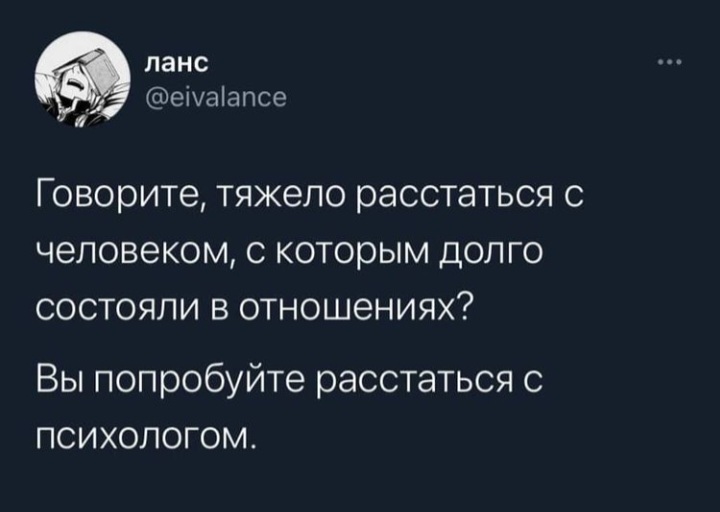 ланс
@eivalance
Говорите, тяжело расстаться с
человеком, с которым долго
состояли в отношениях?
Вы попробуйте расстаться с
психологом.